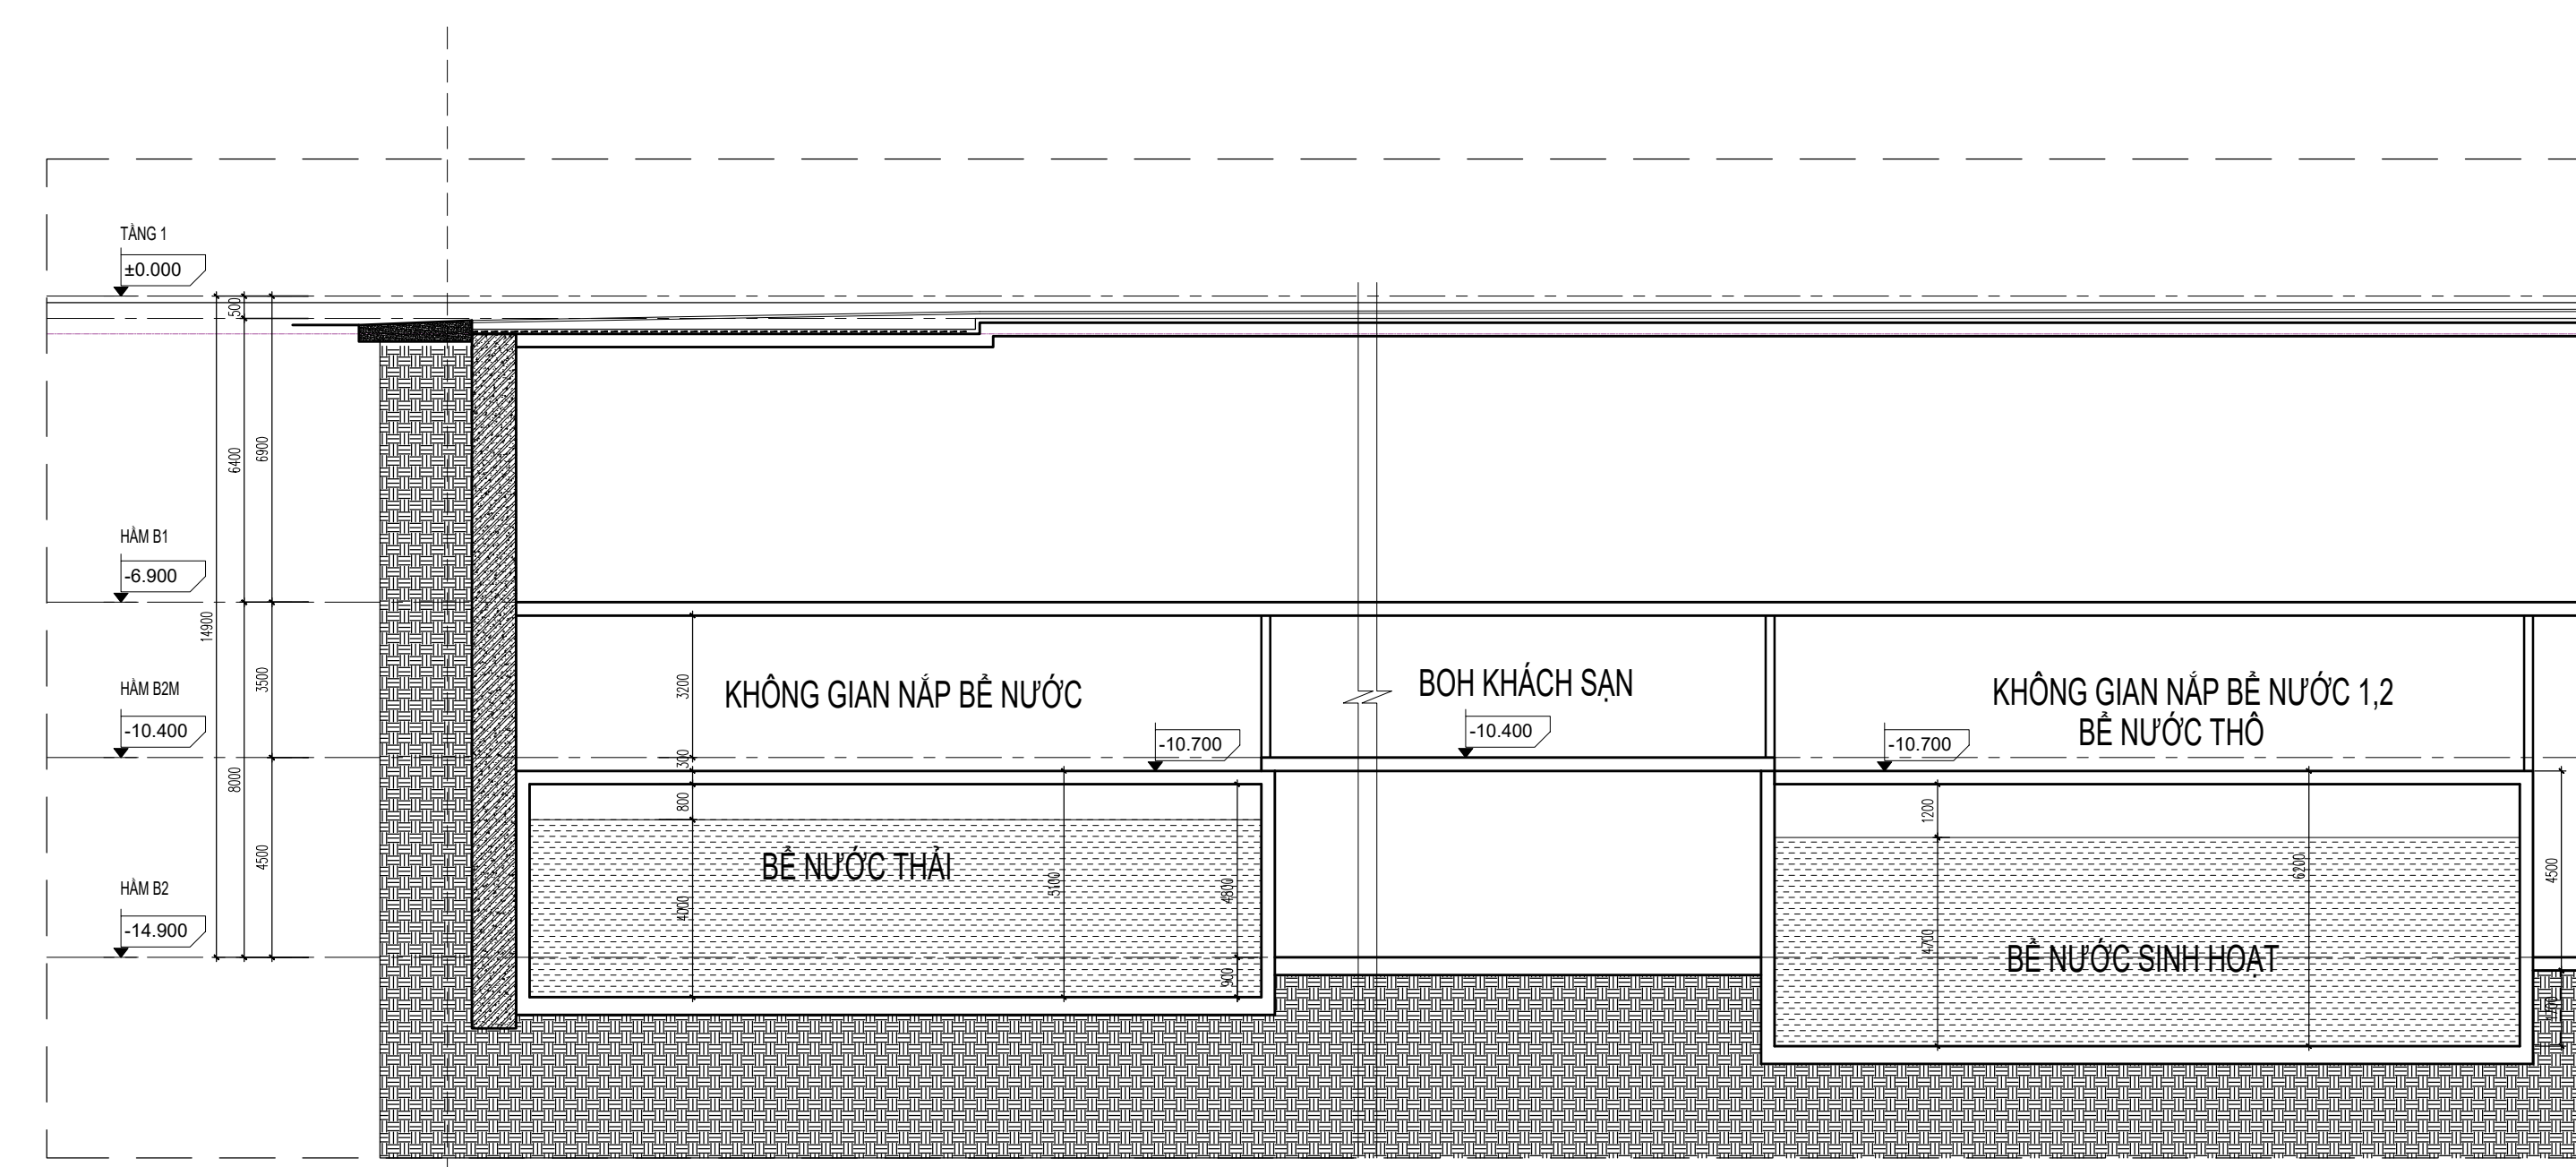 TẦNG 1
±0.000
500
6400
6900
HẦM B1
-6.900
14900
3500
HẦM B2M
-10.400
8000
4500
HẦM B2
-14.900
3200
KHÔNG GIAN NẮP BỂ NƯỚC
-10.700
300
800
BỂ NƯỚC THẢI
4000
5100
4800
900
BOH KHÁCH SẠN
-10.400
KHÔNG GIAN NẮP BỂ NƯỚC 1,2
BỂ NƯỚC THÔ
-10.700
1200
4700
6200
BỂ NƯỚC SINH HOẠT
4500